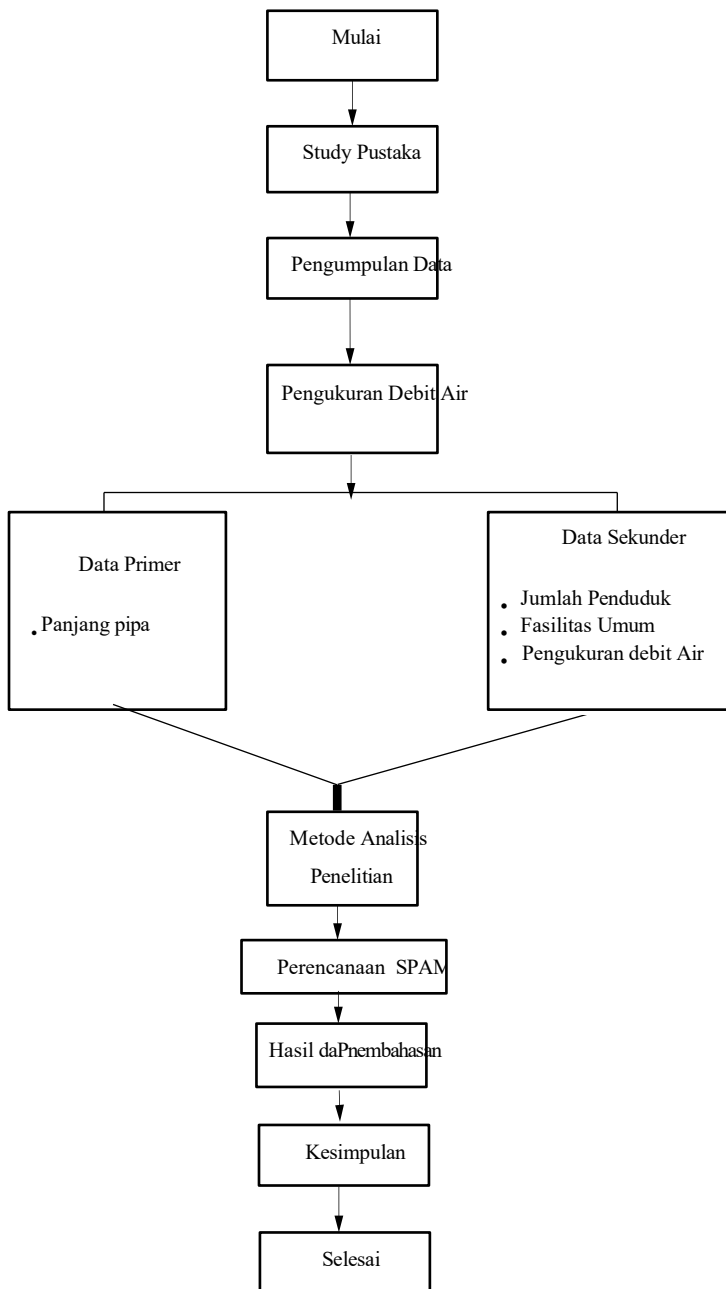 Mulai
Study Pustaka
Pengumpulan Data
Pengukuran Debit Air
Data Primer
• Panjang pipa
Data Sekunder
• Jumlah Penduduk
• Fasilitas Umum
• Pengukuran debit Air
Metode Analisis
Penelitian
Perencanaan SPAM
Hasil daPnembahasan
Kesimpulan
Selesai